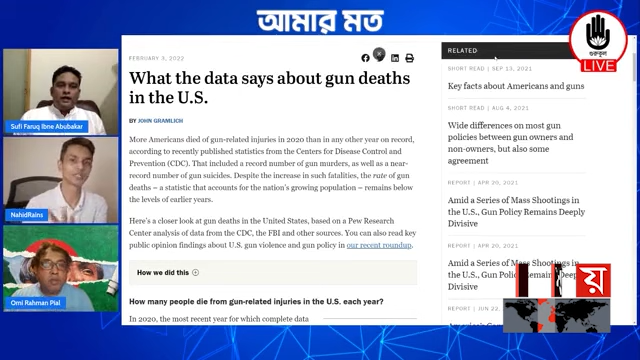 আমার মত
গুরুকুল
LIVE
Sufi Faruq Ibne Abubakar
NahidRains
Omi Rahman Pial
FEBRUARY 3, 2022
What the data says about gun deaths
in the U.S.
BY JOHN GRAMLICH
More Americans died of gun-related injuries in 2020 than in any other year on record,
according to recently published statistics from the Centers for Disease Control and
Prevention (CDC). That included a record number of gun murders, as well as a near-
record number of gun suicides. Despite the increase in such fatalities, the rate of gun
deaths – a statistic that accounts for the nation's growing population – remains below
the levels of earlier years.
Here's a closer look at gun deaths in the United States, based on a Pew Research
Center analysis of data from the CDC, the FBI and other sources. You can also read
key public opinion findings about U.S. gun violence and gun policy in our recent roundup.
How we did this
How many people die from gun-related injuries in the U.S. each year?
In 2020, the most recent year for which complete data
RELATED
SHORT READ | SEP 13, 2021
Key facts about Americans and guns
SHORT READ | AUG 4, 2021
Wide differences on most gun
policies between gun owners and
non-owners, but also some
agreement
REPORT | APR 20, 2021
Amid a Series of Mass Shootings
in the U.S., Gun Policy Remains Deeply
Divisive
REPORT | APR 20, 2021
Amid a Series of Mass Shootings in
the U.S., Gun Policy Remain Deeply
Divisive
REPORT | JUN 22,